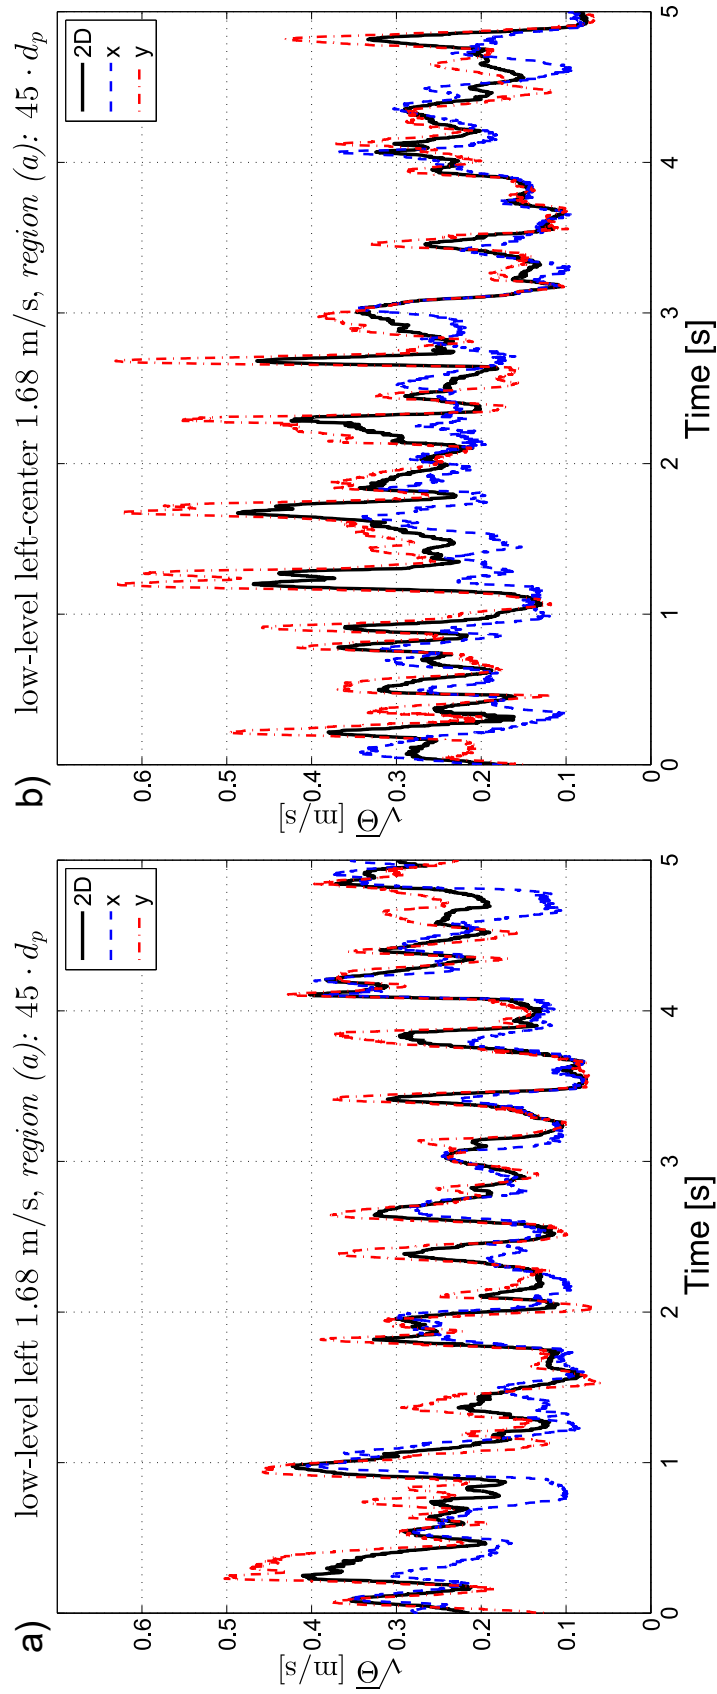 a)
low-level left 1.68 m/s, region (a): 45 · d_p
2D
x
y
√Θ [m/s]
0.6
0.5
0.4
0.3
0.2
0.1
0
0 1 2 3 4 5
Time [s]
b)
low-level left-center 1.68 m/s, region (a): 45 · d_p
2D
x
y
√Θ [m/s]
0.6
0.5
0.4
0.3
0.2
0.1
0
0 1 2 3 4 5
Time [s]